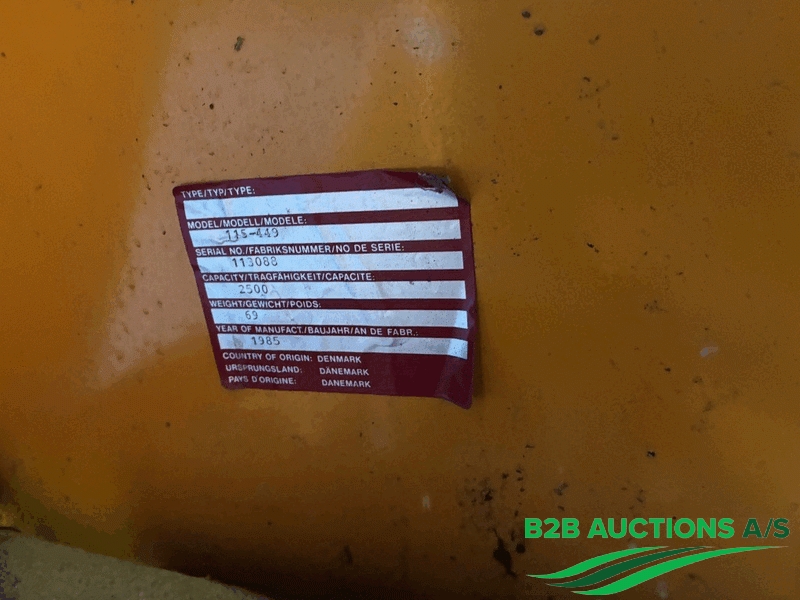 TYPE/TYP/TYPE:
MODEL/MODELL/MODELE:
115-449
SERIAL NO./FABRIKSNUMMER/NO DE SERIE:
113088
CAPACITY/TRAGFÄHIGKEIT/CAPACITE:
2500
WEIGHT/GEWICHT/POIDS:
69
YEAR OF MANUFACT./BAUJAHR/AN DE FABR.:
1985
COUNTRY OF ORIGIN: DENMARK
URSPRUNGSLAND: DÄNEMARK
PAYS D'ORIGINE: DANEMARK
B2B AUCTIONS A/S